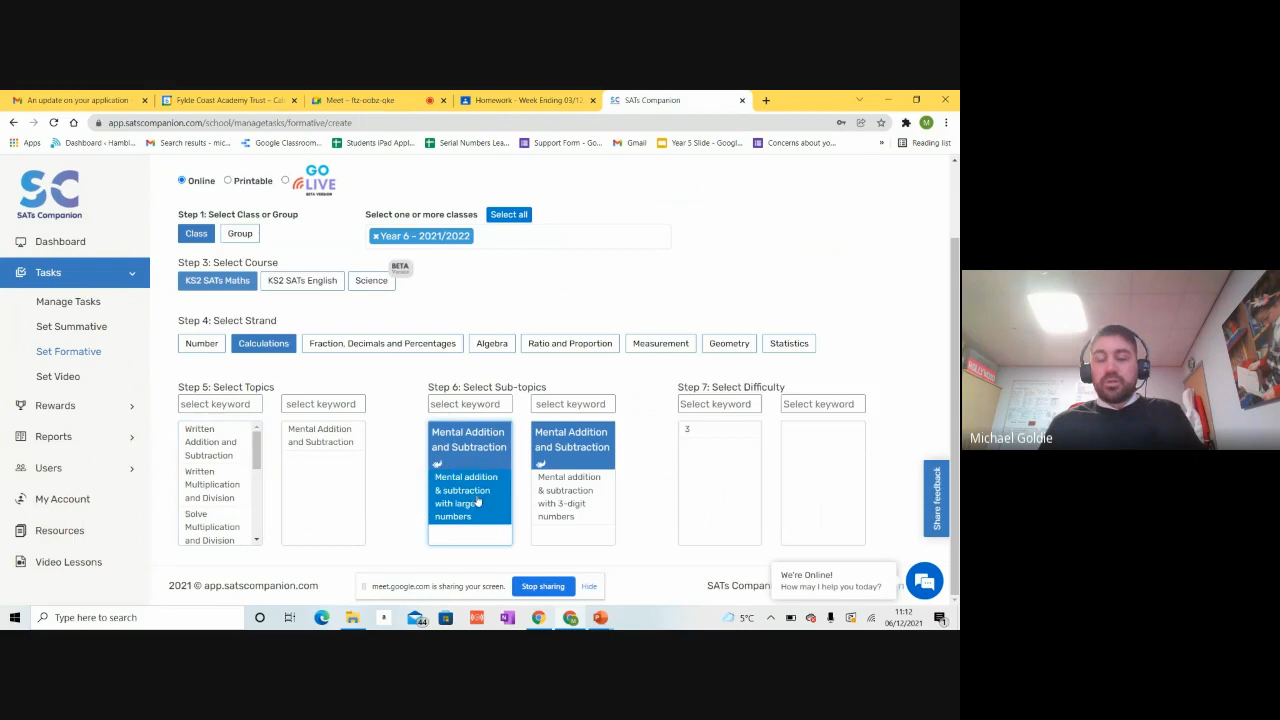 An update on your application
Fylde Coast Academy Trust – Cal
Meet – ftz-oobz-qke
Homework - Week Ending 03/12
SATs Companion
app.satscompanion.com/school/managetasks/formative/create
Apps
Dashboard ‹ Hambl...
Search results - mic...
Google Classroom...
Students iPad Appl...
Serial Numbers Lea...
Support Form - Go...
Gmail
Year 5 Slide - Googl...
Concerns about yo...
»
Reading list
SC
SATs Companion
Online
Printable
GO
LIVE
BETA VERSION
Step 1: Select Class or Group
Select one or more classes
Select all
Class
Group
× Year 6 – 2021/2022
Step 3: Select Course
KS2 SATs Maths
KS2 SATs English
Science
BETA
Version
Step 4: Select Strand
Number
Calculations
Fraction, Decimals and Percentages
Algebra
Ratio and Proportion
Measurement
Geometry
Statistics
Dashboard
Tasks
Manage Tasks
Set Summative
Set Formative
Set Video
Rewards
Reports
Users
My Account
Resources
Video Lessons
Step 5: Select Topics
select keyword
select keyword
Written
Addition and
Subtraction
Written
Multiplication
and Division
Solve
Multiplication
and Division
Mental Addition
and Subtraction
Step 6: Select Sub-topics
select keyword
select keyword
Mental Addition
and Subtraction
Mental addition
& subtraction
with large
numbers
Mental Addition
and Subtraction
Mental addition
& subtraction
with 3-digit
numbers
Step 7: Select Difficulty
Select keyword
Select keyword
3
Share feedback
We're Online!
How may I help you today?
2021 © app.satscompanion.com
meet.google.com is sharing your screen.
Stop sharing
Hide
SATs Compan
Type here to search
44
5°C
11:12
06/12/2021
Michael Goldie
HOLLYWOOD